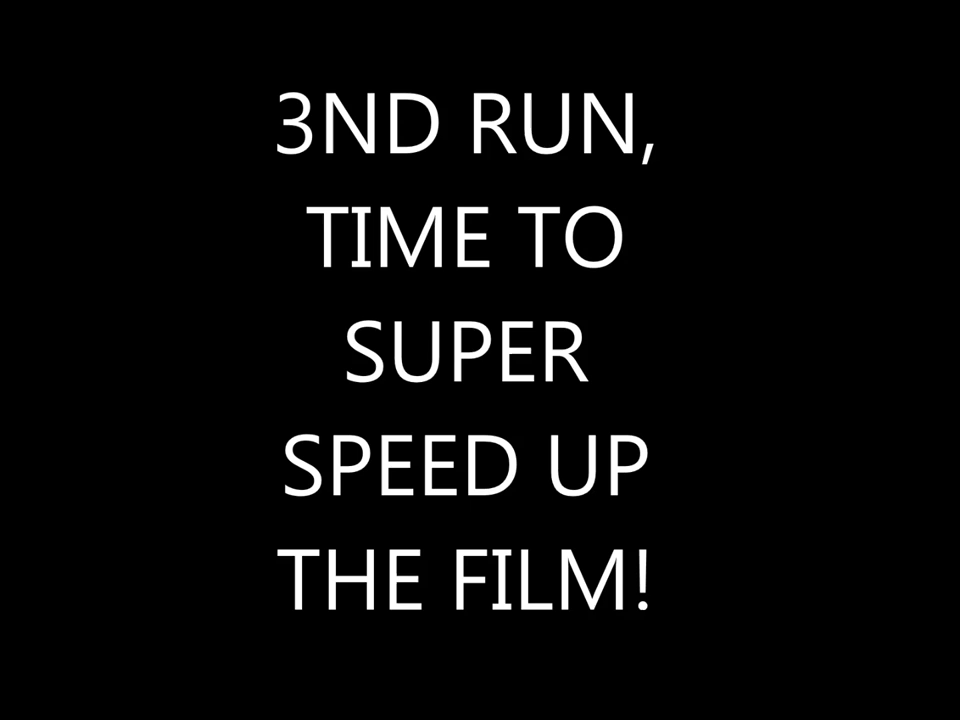 3ND RUN,
TIME TO
SUPER
SPEED UP
THE FILM!